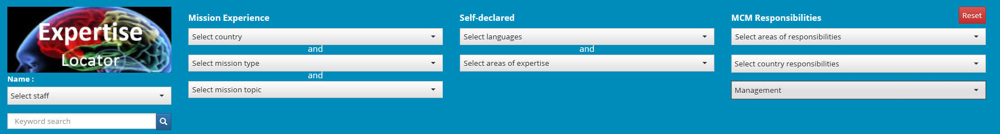 Expertise
Locator
Name :
Select staff
Keyword search
Mission Experience
Select country
and
Select mission type
and
Select mission topic
Self-declared
Select languages
and
Select areas of expertise
MCM Responsibilities
Reset
Select areas of responsibilities
Select country responsibilities
Management